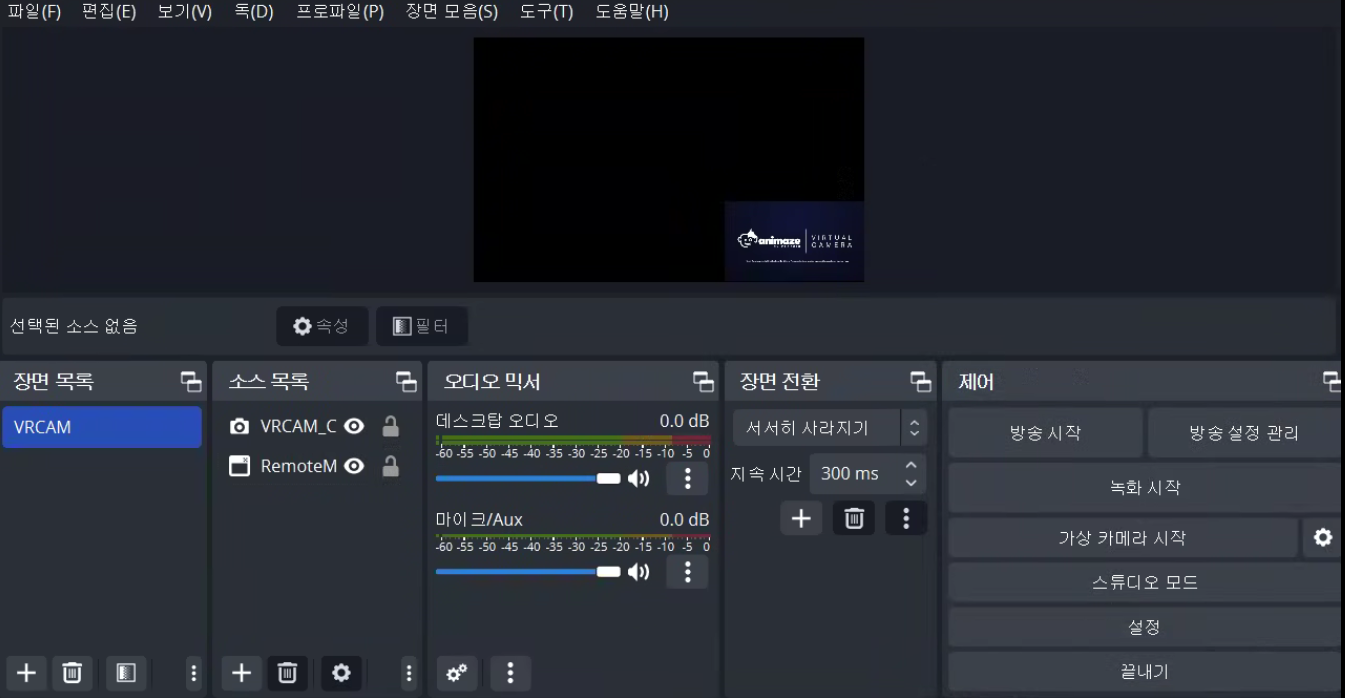 파일(F) 편집(E) 보기(V) 독(D) 프로파일(P) 장면 모음(S) 도구(T) 도움말(H)
animaze VIRTUAL
CAMERA
선택된 소스 없음 속성 필터
장면 목록
VRCAM
소스 목록
VRCAM_C
RemoteM
오디오 믹서
데스크탑 오디오 0.0 dB
-60 -55 -50 -45 -40 -35 -30 -25 -20 -15 -10 -5 0
마이크/Aux 0.0 dB
-60 -55 -50 -45 -40 -35 -30 -25 -20 -15 -10 -5 0
장면 전환
서서히 사라지기
지속 시간 300 ms
제어
방송 시작 방송 설정 관리
녹화 시작
가상 카메라 시작
스튜디오 모드
설정
끝내기